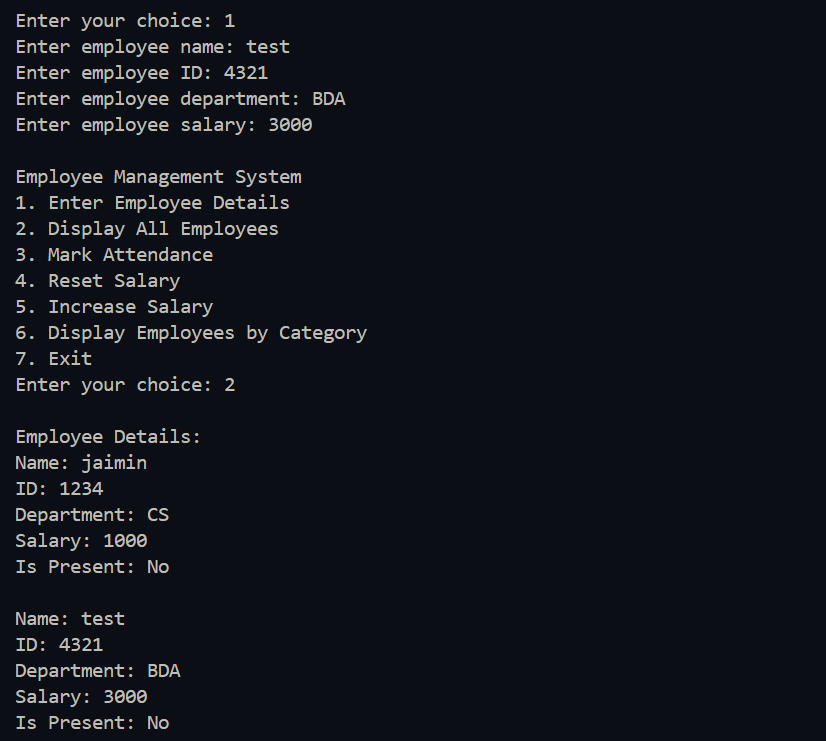 Enter your choice: 1
Enter employee name: test
Enter employee ID: 4321
Enter employee department: BDA
Enter employee salary: 3000
Employee Management System
1. Enter Employee Details
2. Display All Employees
3. Mark Attendance
4. Reset Salary
5. Increase Salary
6. Display Employees by Category
7. Exit
Enter your choice: 2
Employee Details:
Name: jaimin
ID: 1234
Department: CS
Salary: 1000
Is Present: No
Name: test
ID: 4321
Department: BDA
Salary: 3000
Is Present: No